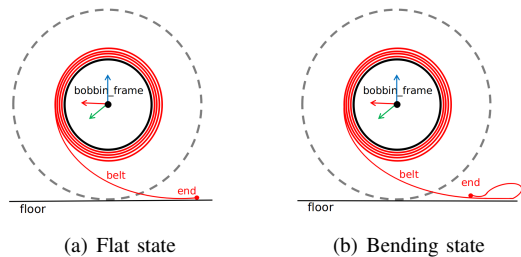 bobbin_frame
belt
end
floor
(a) Flat state
bobbin_frame
belt
end
floor
(b) Bending state